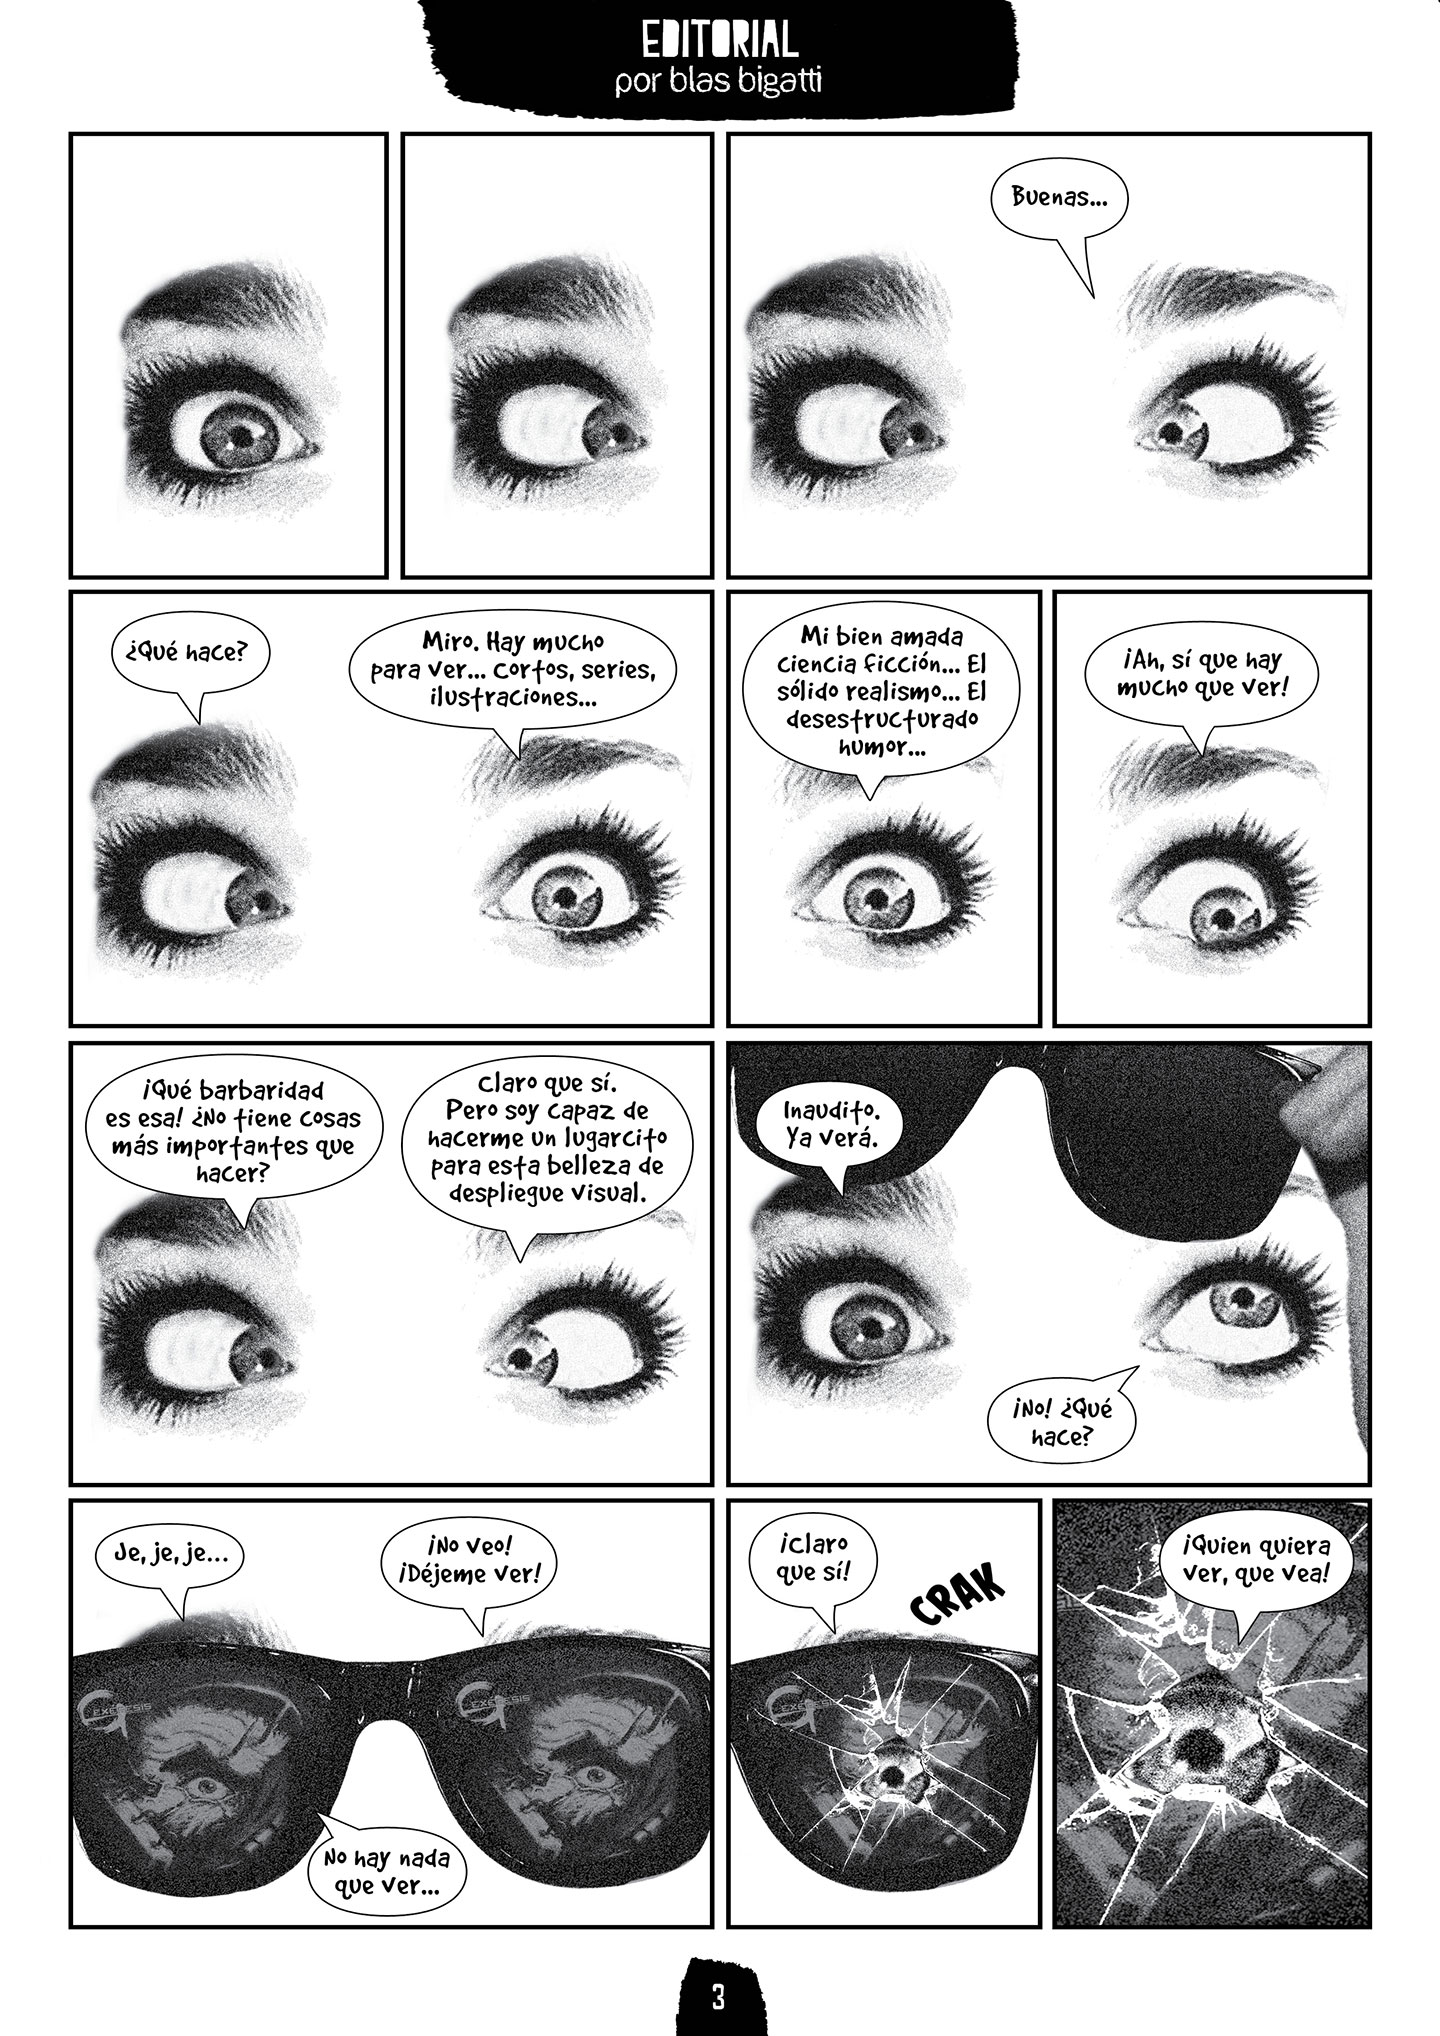 EDITORIAL
por blas bigatti
Buenas...
¿Qué hace?
Miro. Hay mucho
para ver... Cortos, series,
ilustraciones...
Mi bien amada
ciencia ficción... El
sólido realismo... El
desestructurado
humor...
¡Ah, sí que hay
mucho que ver!
¡Qué barbaridad
es esa! ¿No tiene cosas
más importantes que
hacer?
Claro que sí.
Pero soy capaz de
hacerme un lugarcito
para esta belleza de
despliegue visual.
Inaudito.
Ya verá.
¡No! ¿Qué
hace?
Je, je, je...
¡No veo!
¡Déjeme ver!
EXEGESIS
EXEGESIS
No hay nada
que ver...
¡Claro
que sí!
CRAK
¡Quien quiera
ver, que vea!
3